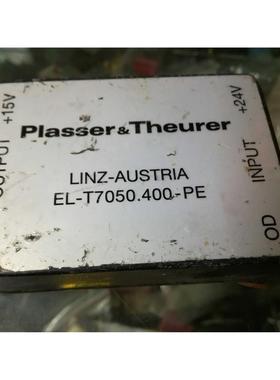 Plasser & Theurer
LINZ-AUSTRIA
EL-T7050.400-PE
OUTPUT +15V
INPUT +24V
OD